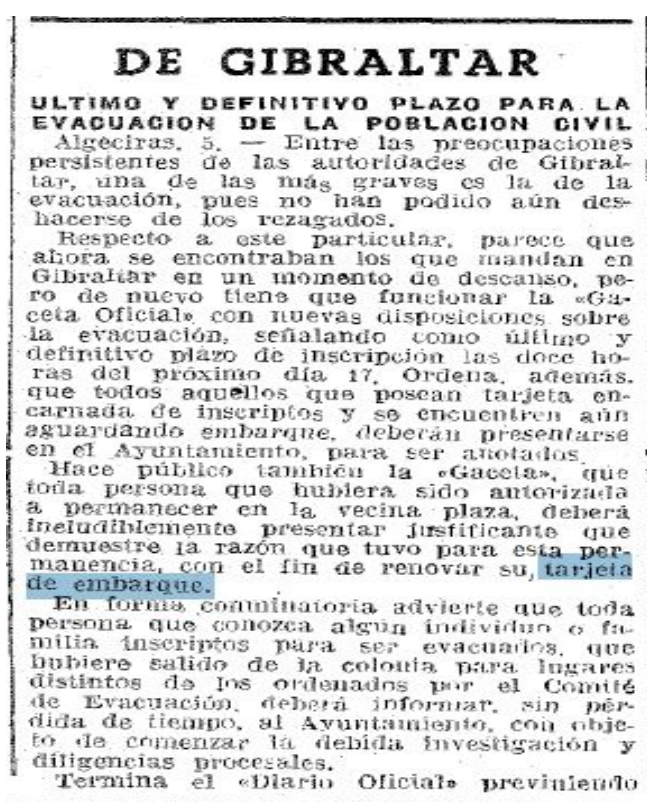 DE GIBRALTAR
ULTIMO Y DEFINITIVO PLAZO PARA LA
EVACUACION DE LA POBLACION CIVIL
Algeciras, 5. — Entre las preocupaciones
persistentes de las autoridades de Gibral-
tar, una de las más graves es la de la
evacuación, pues no han podido aún des-
hacerse de los rezagados.
Respecto a este particular, parece que
ahora se encontraban los que mandan en
Gibraltar en un momento de descanso, pe-
ro de nuevo tiene que funcionar la «Ga-
ceta Oficial» con nuevas disposiciones sobre
la evacuación, señalando como último y
definitivo plazo de inscripción las doce ho-
ras del próximo día 17. Ordena, además,
que todos aquellos que posean tarjeta en-
carnada de inscriptos y se encuentren aún
aguardando embarque, deberán presentarse
en el Ayuntamiento, para ser anotados.
Hace público también la «Gaceta», que
toda persona que hubiera sido autorizada
a permanecer en la vecina plaza, deberá
ineludiblemente presentar justificante que
demuestre la razón que tuvo para esta per-
manencia, con el fin de renovar su, tarjeta
de embarque.
En forma conminatoria advierte que toda
persona que conozca algún individuo o fa-
milia inscriptos para ser evacuados, que
hubiere salido de la colonia para lugares
distintos de los ordenados por el Comité
de Evacuación, deberá informar, sin pér-
dida de tiempo, al Ayuntamiento, con obje-
to de comenzar la debida investigación y
diligencias procesales.
Termina el «Diario Oficial» previniendo